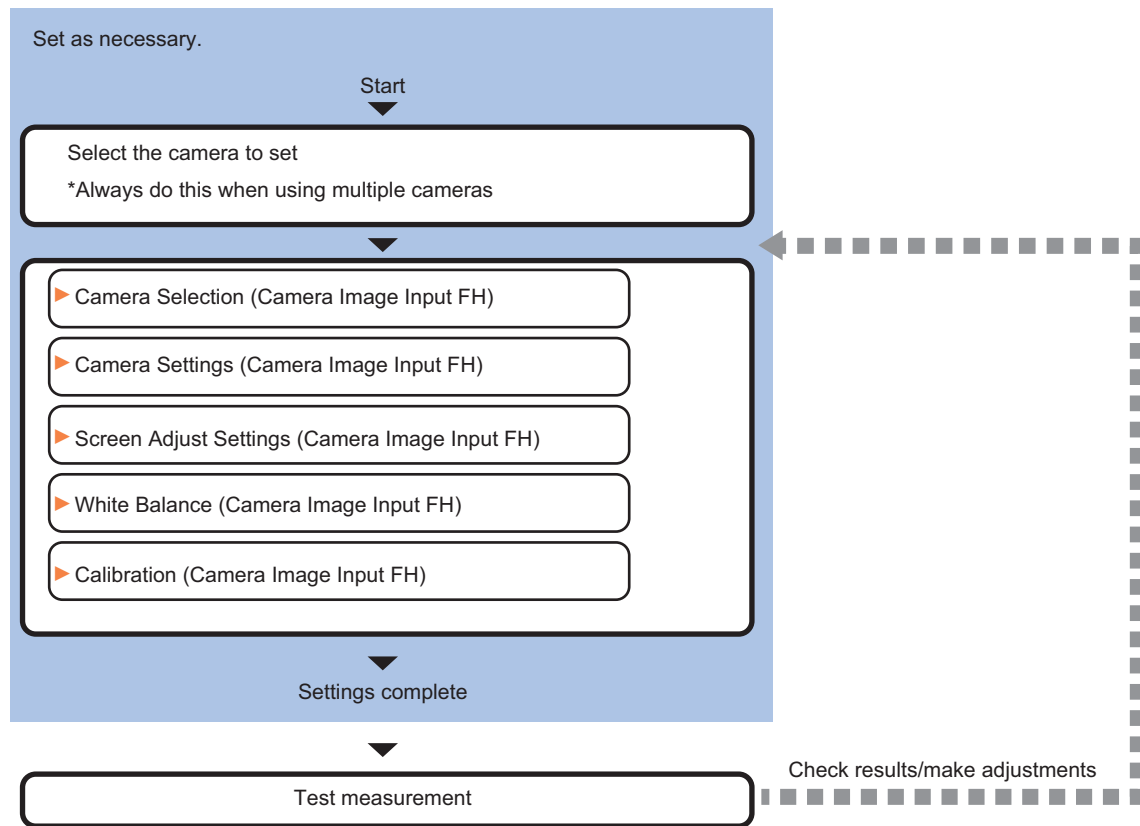 Set as necessary.
Start
Select the camera to set
*Always do this when using multiple cameras
Camera Selection (Camera Image Input FH)
Camera Settings (Camera Image Input FH)
Screen Adjust Settings (Camera Image Input FH)
White Balance (Camera Image Input FH)
Calibration (Camera Image Input FH)
Settings complete
Check results/make adjustments
Test measurement